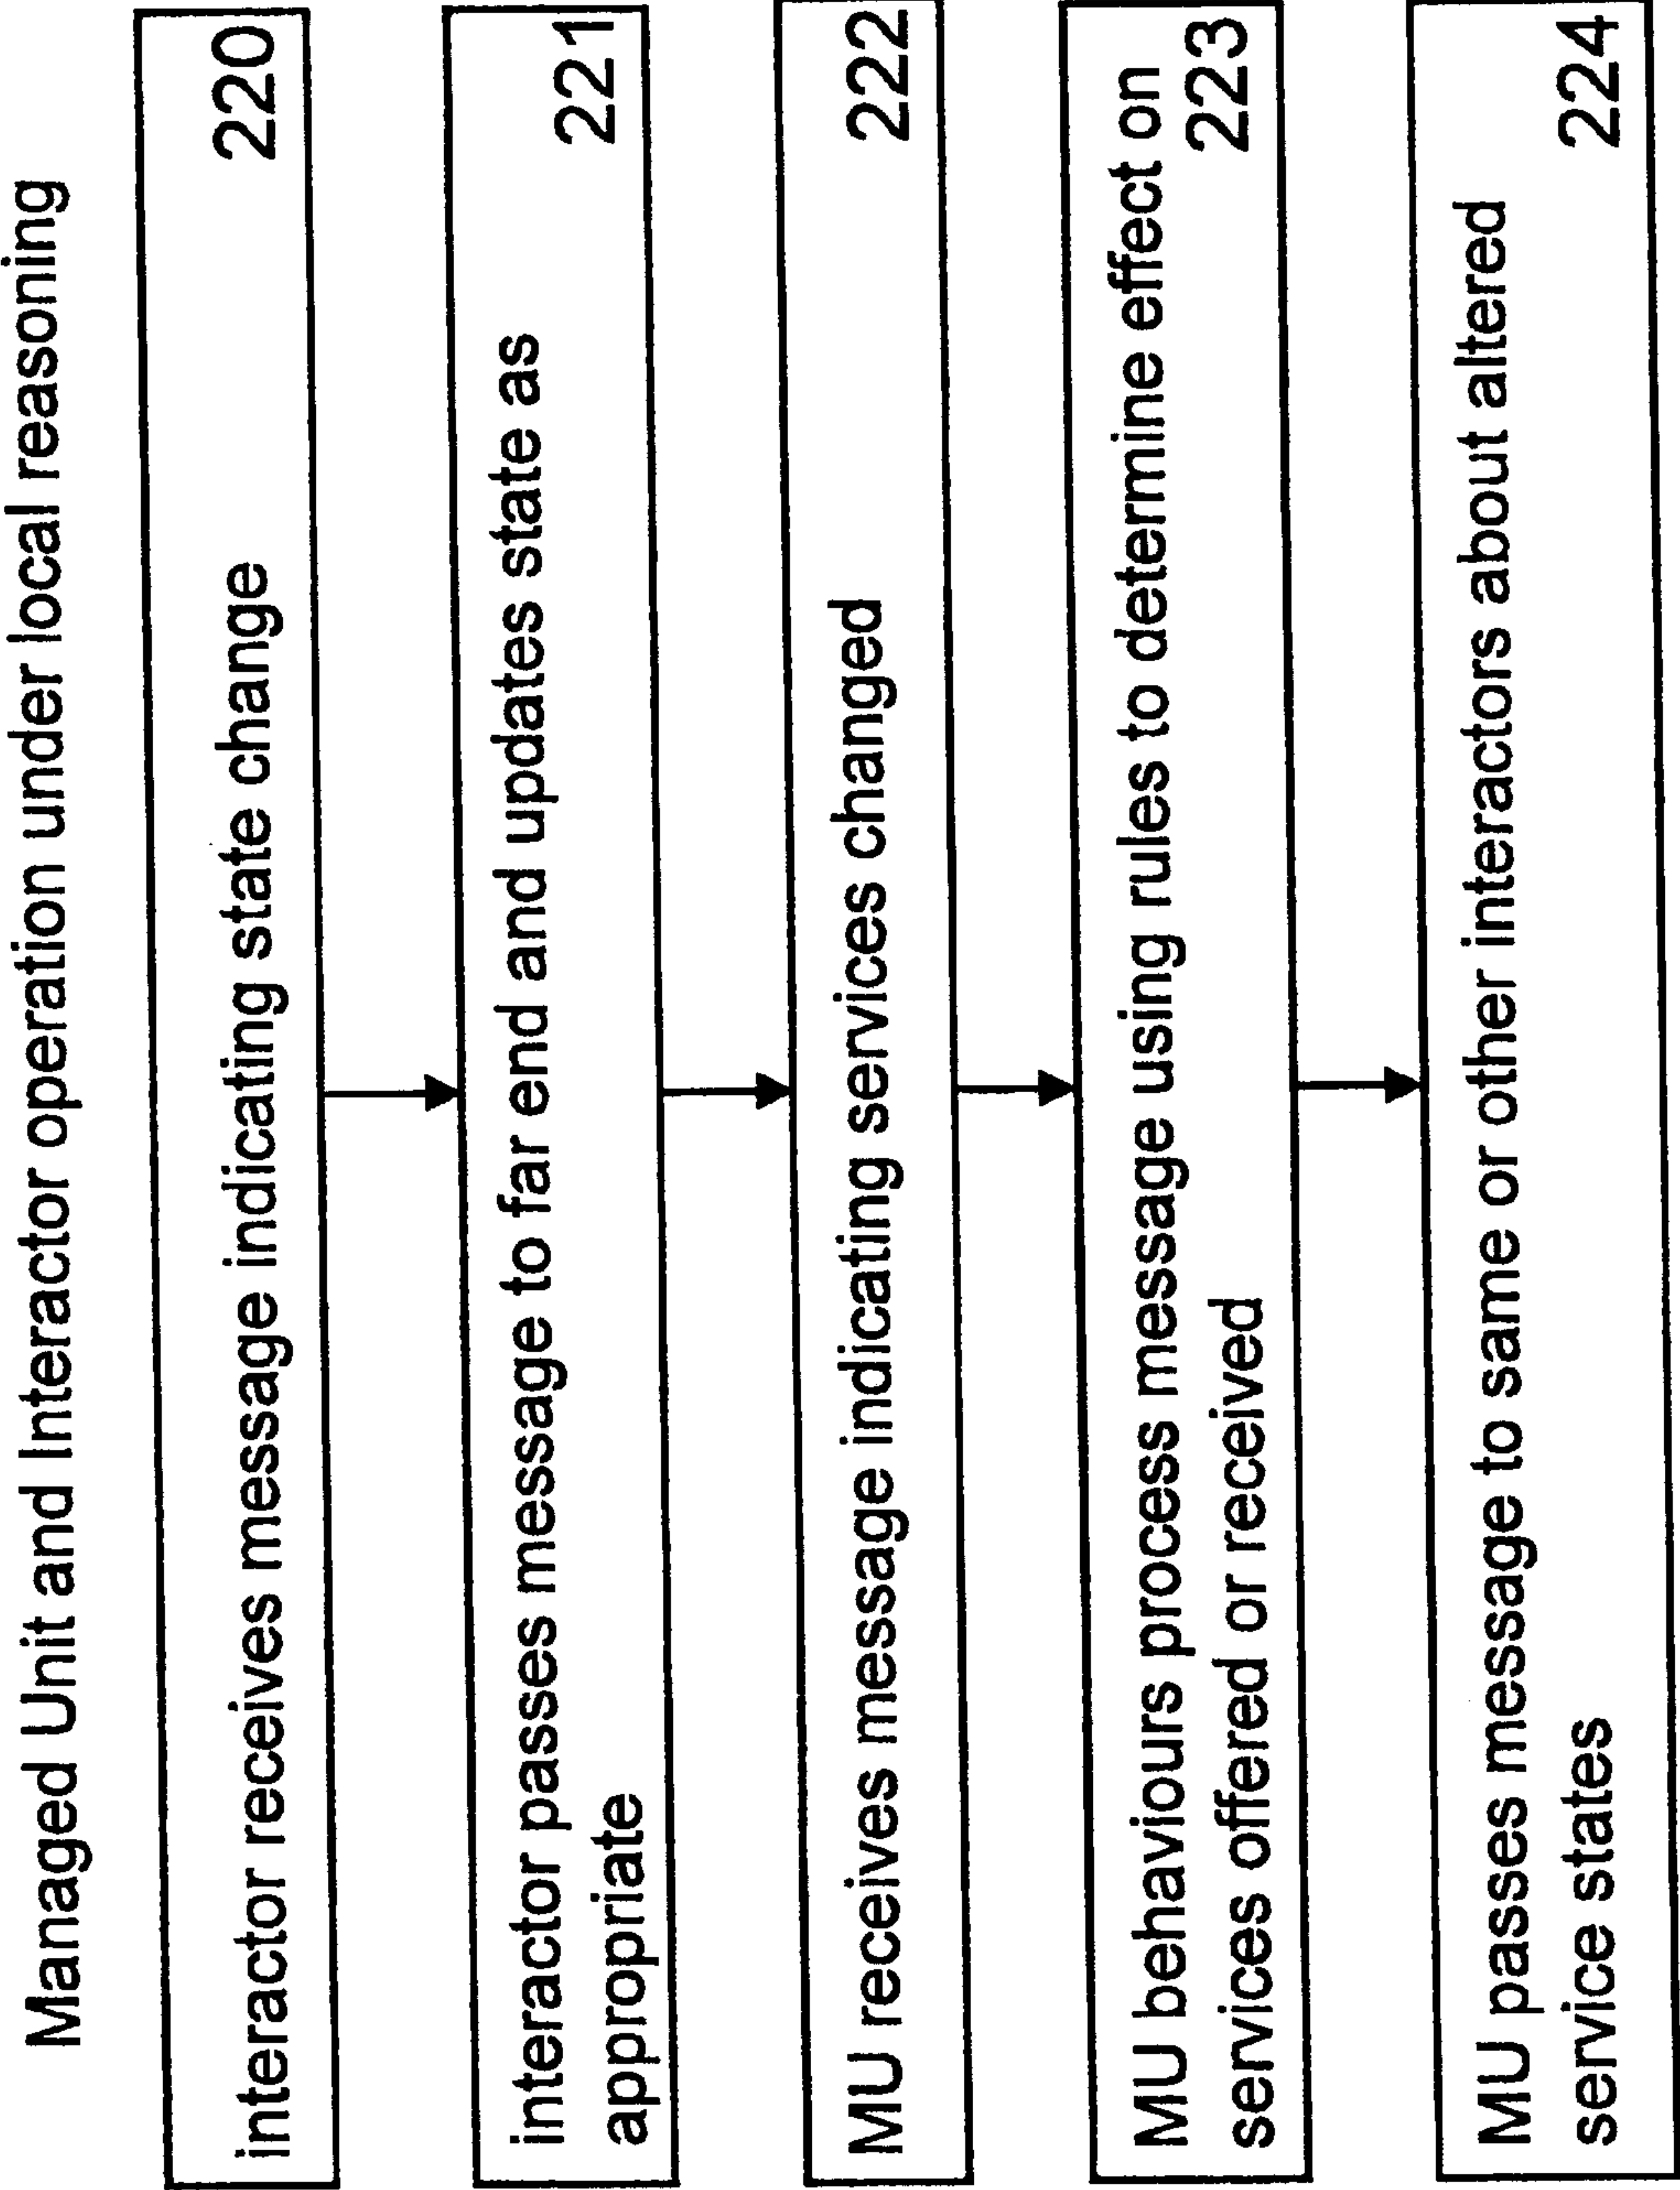 Managed Unit and Interactor operation under local reasoning
interactor receives message indicating state change
220
interactor passes message to far end and updates state as
appropriate
221
MU receives message indicating services changed
222
MU behaviours process message using rules to determine effect on
services offered or received
223
MU passes message to same or other interactors about altered
service states
224